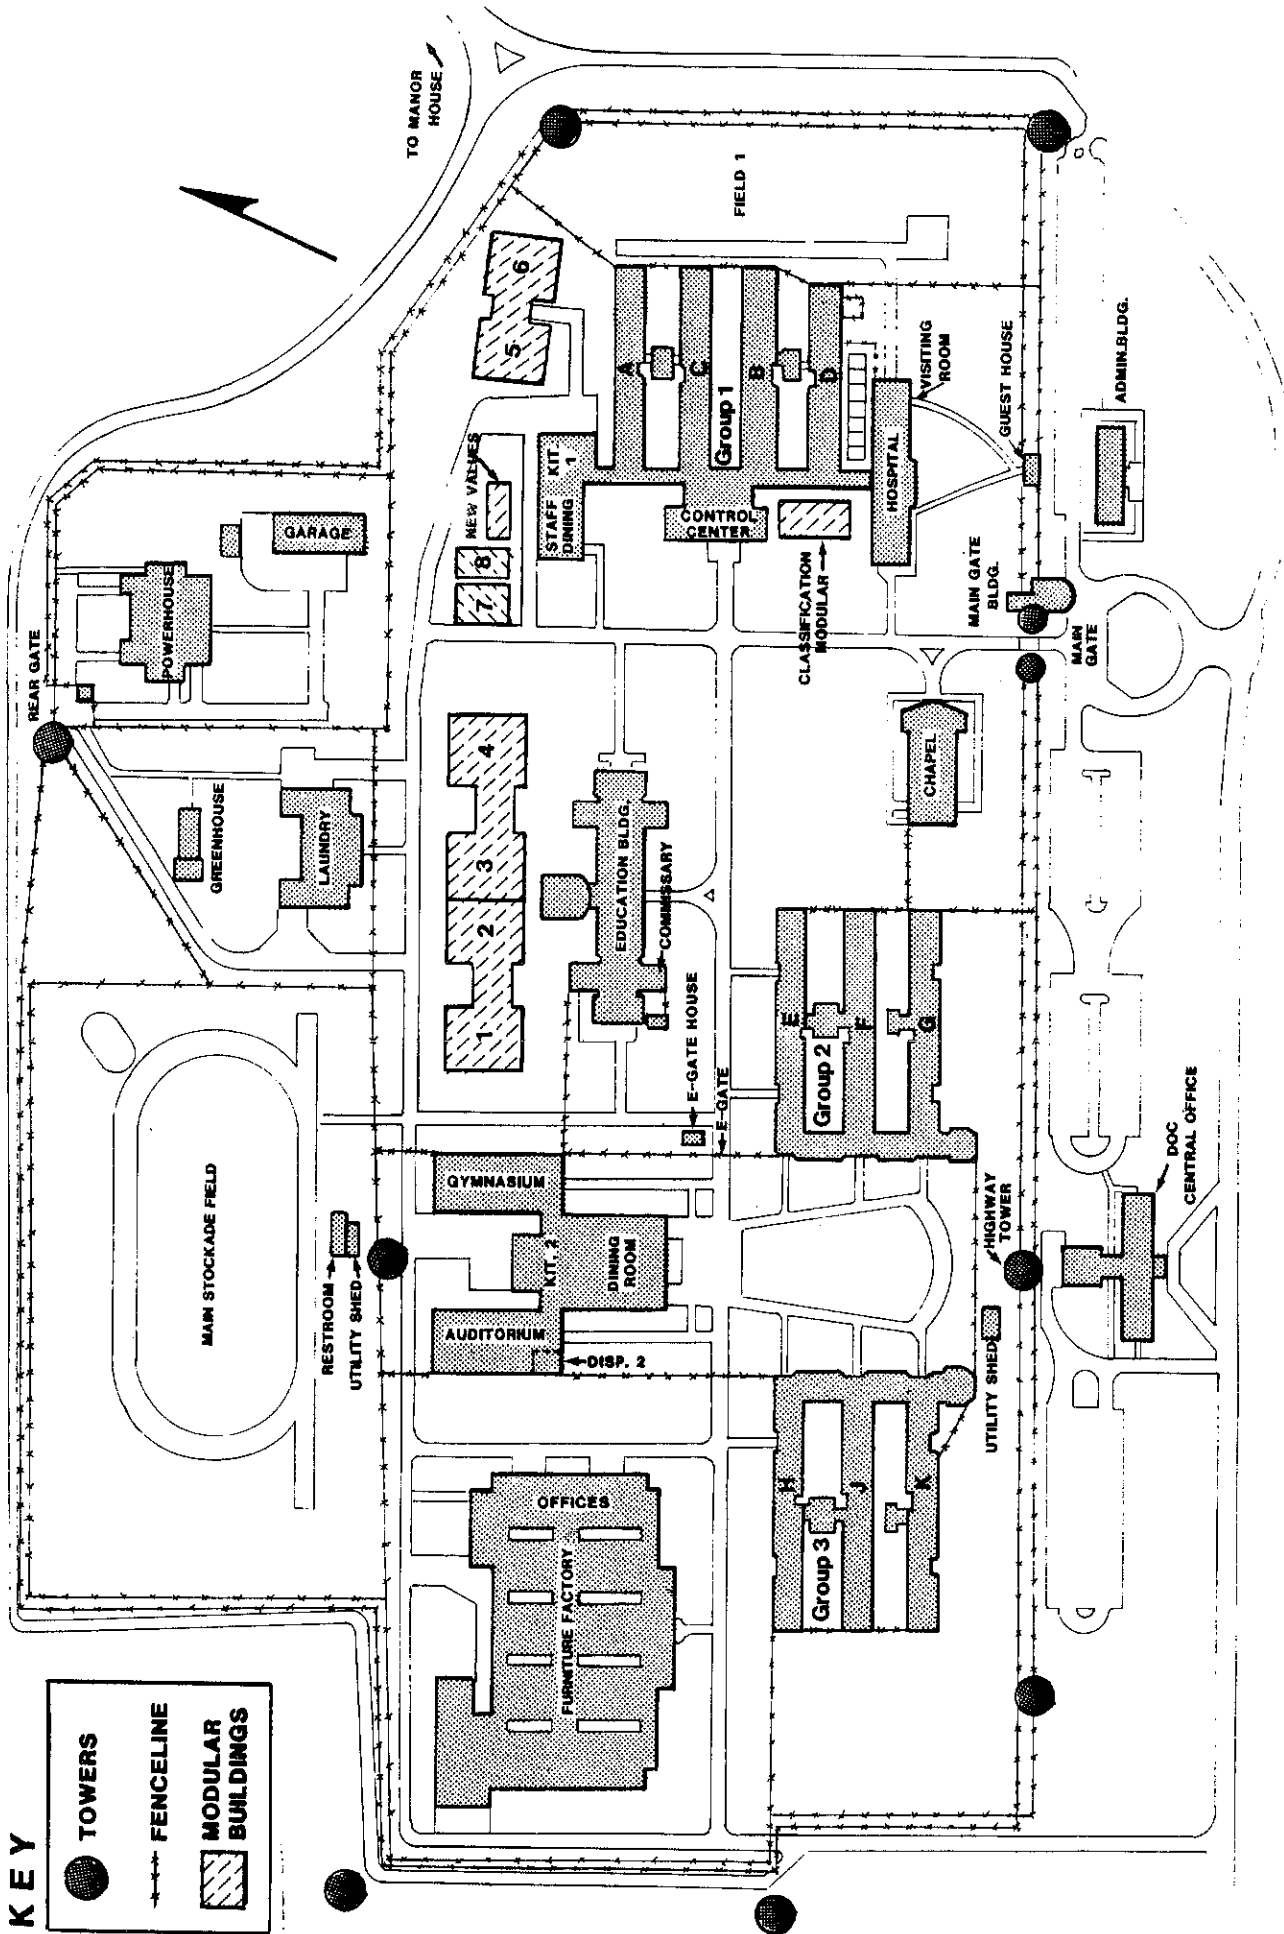 KEY
TOWERS
FENCELINE
MODULAR
BUILDINGS
TO MANOR
HOUSE
REAR GATE
POWERHOUSE
GARAGE
GREENHOUSE
LAUNDRY
MAIN STOCKADE FIELD
RESTROOM
UTILITY SHED
NEW VALUES
1
2
3
4
5
6
7
8
STAFF
DINING
KIT.
1
FIELD 1
A
C
Group 1
B
D
CONTROL
CENTER
CLASSIFICATION
MODULAR
HOSPITAL
VISITING
ROOM
GUEST HOUSE
ADMIN.BLDG.
MAIN GATE
BLDG.
MAIN
GATE
CHAPEL
EDUCATION BLDG.
COMMISSARY
E-GATE HOUSE
E-GATE
GYMNASIUM
KIT. 2
DINING
ROOM
AUDITORIUM
DISP. 2
E
Group 2
F
G
HIGHWAY
TOWER
DOC
CENTRAL OFFICE
UTILITY SHED
OFFICES
FURNITURE FACTORY
H
Group 3
J
K